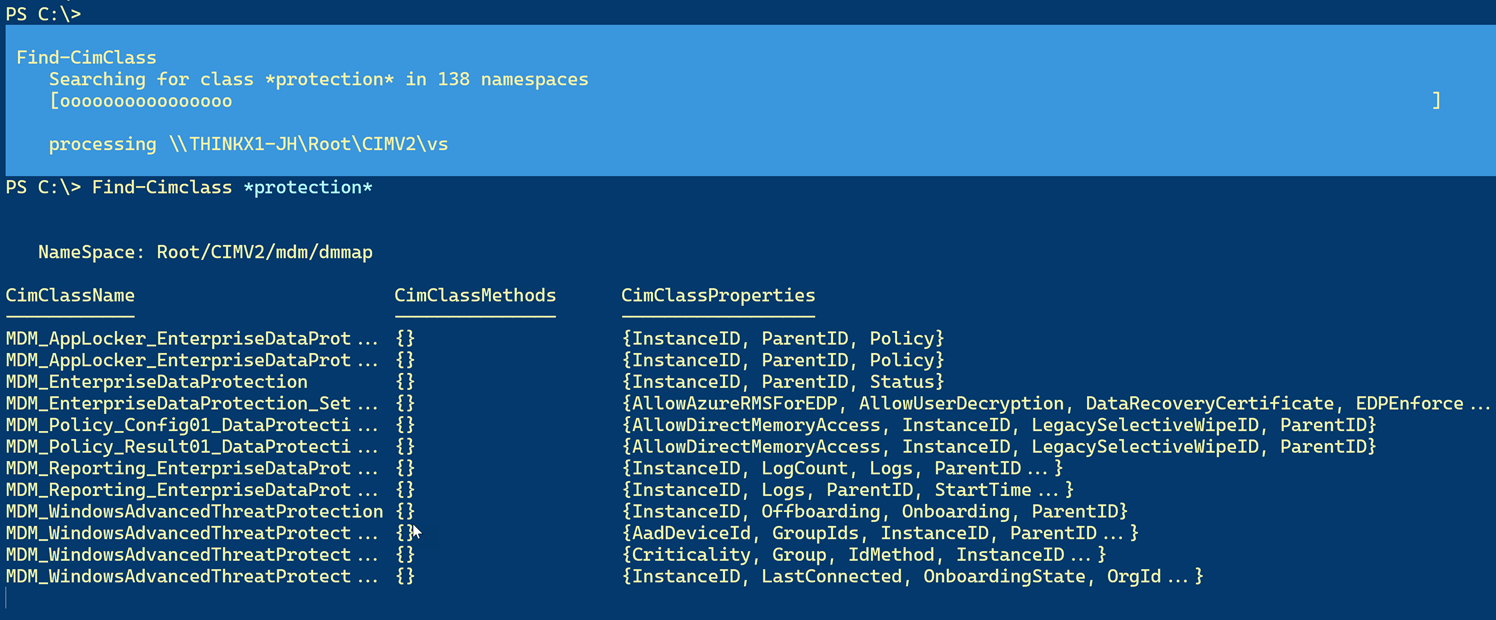 PS C:\>
Find-CimClass
Searching for class *protection* in 138 namespaces
[oooooooooooooooo ]
processing \\THINKX1-JH\Root\CIMV2\vs
PS C:\> Find-Cimclass *protection*
NameSpace: Root/CIMV2/mdm/dmmap
CimClassName CimClassMethods CimClassProperties
MDM_AppLocker_EnterpriseDataProt... {} {InstanceID, ParentID, Policy}
MDM_AppLocker_EnterpriseDataProt... {} {InstanceID, ParentID, Policy}
MDM_EnterpriseDataProtection {} {InstanceID, ParentID, Status}
MDM_EnterpriseDataProtection_Set... {} {AllowAzureRMSForEDP, AllowUserDecryption, DataRecoveryCertificate, EDPEnforce...
MDM_Policy_Config01_DataProtecti... {} {AllowDirectMemoryAccess, InstanceID, LegacySelectiveWipeID, ParentID}
MDM_Policy_Result01_DataProtecti... {} {AllowDirectMemoryAccess, InstanceID, LegacySelectiveWipeID, ParentID}
MDM_Reporting_EnterpriseDataProt... {} {InstanceID, LogCount, Logs, ParentID...}
MDM_Reporting_EnterpriseDataProt... {} {InstanceID, Logs, ParentID, StartTime...}
MDM_WindowsAdvancedThreatProtection {} {InstanceID, Offboarding, Onboarding, ParentID}
MDM_WindowsAdvancedThreatProtect... {} {AadDeviceId, GroupIds, InstanceID, ParentID...}
MDM_WindowsAdvancedThreatProtect... {} {Criticality, Group, IdMethod, InstanceID...}
MDM_WindowsAdvancedThreatProtect... {} {InstanceID, LastConnected, OnboardingState, OrgId...}